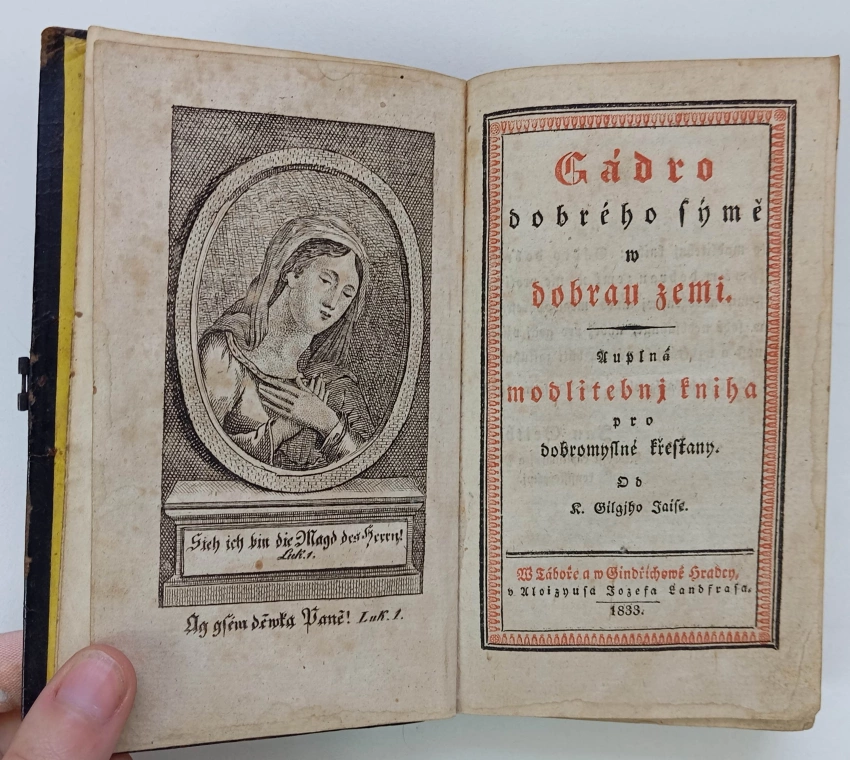 Sieh ich bin die Magd des Herrn!
Luk. 1.
Ag gsem děwka Paně! Luk. 1.
Gádro
dobrého sýmě
w
dobrau zemi.
Auplná
modlitebnj kniha
pro
dobromyslné křesťany.
Od
K. Gilgjho Jaise.
W Táboře a w Gindřichowě Hradcy,
v Aloizyusa Jozefa Landfrasa.
1833.